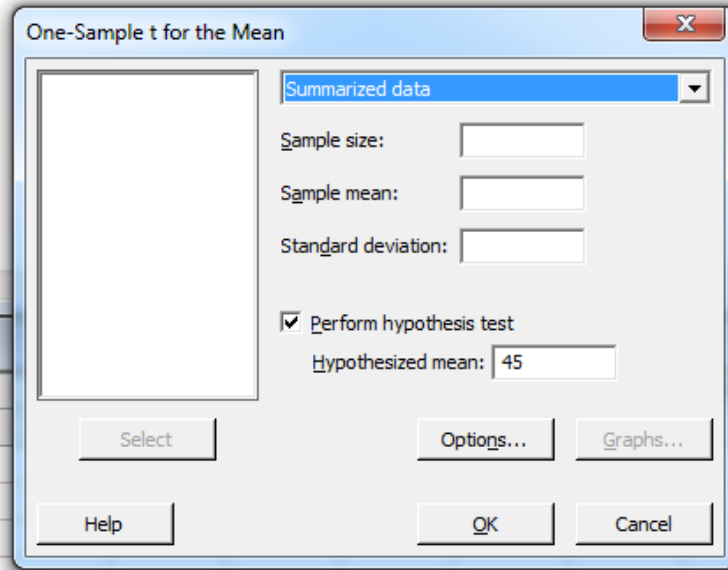 One-Sample t for the Mean
Summarized data
Sample size:
Sample mean:
Standard deviation:
Perform hypothesis test
Hypothesized mean: 45
Select Options... Graphs...
Help OK Cancel